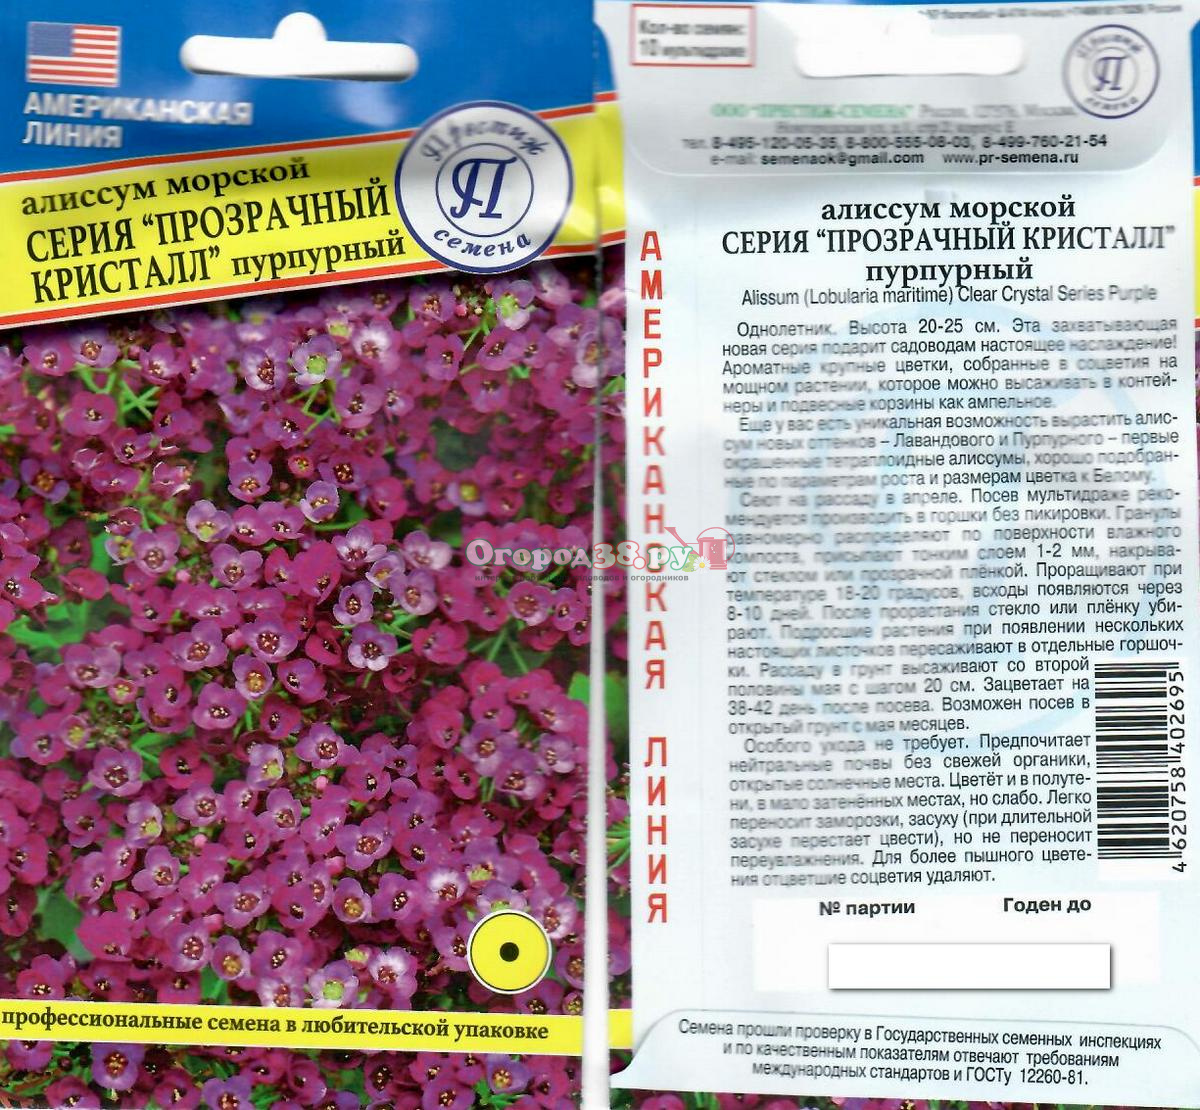 АМЕРИКАНСКАЯ
ЛИНИЯ
Престиж
П
семена
алиссум морской
СЕРИЯ “ПРОЗРАЧНЫЙ
КРИСТАЛЛ” пурпурный
Огород38.ру
профессиональные семена в любительской упаковке
Кол-во семян:
10 мультидраже
Престиж
П
семена
ООО "ПРЕСТИЖ-СЕМЕНА" Россия, Москва
тел. 8-495-120-05-35, 8-800-555-08-03, 8-499-760-21-54
e-mail: semenaok@gmail.com www.pr-semena.ru
АМЕРИКАНСКАЯ ЛИНИЯ
алиссум морской
СЕРИЯ “ПРОЗРАЧНЫЙ КРИСТАЛЛ”
пурпурный
Alissum (Lobularia maritime) Clear Crystal Series Purple
Однолетник. Высота 20-25 см. Эта захватывающая
новая серия подарит садоводам настоящее наслаждение!
Ароматные крупные цветки, собранные в соцветия на
мощном растении, которое можно высаживать в контей-
неры и подвесные корзины как ампельное.
Еще у вас есть уникальная возможность вырастить алис-
сум новых оттенков – Лавандового и Пурпурного – первые
окрашенные тетраплоидные алиссумы, хорошо подобран-
ные по параметрам роста и размерам цветка к Белому.
Сеют на рассаду в апреле. Посев мультидраже реко-
мендуется производить в горшки без пикировки. Гранулы
равномерно распределяют по поверхности влажного
компоста, присыпают тонким слоем 1-2 мм, накрыва-
ют стеклом или прозрачной плёнкой. Проращивают при
температуре 18-20 градусов, всходы появляются через
8-10 дней. После прорастания стекло или плёнку уби-
рают. Подросшие растения при появлении нескольких
настоящих листочков пересаживают в отдельные горшоч-
ки. Рассаду в грунт высаживают со второй
половины мая с шагом 20 см. Зацветает на
38-42 день после посева. Возможен посев в
открытый грунт с мая месяцев.
Особого ухода не требует. Предпочитает
нейтральные почвы без свежей органики,
открытые солнечные места. Цветёт и в полуте-
ни, в мало затенённых местах, но слабо. Легко
переносит заморозки, засуху (при длительной
засухе перестает цвести), но не переносит
переувлажнения. Для более пышного цвете-
ния отцветшие соцветия удаляют.
4 620758 402695
№ партии Годен до
Семена прошли проверку в Государственных семенных инспекциях
и по качественным показателям отвечают требованиям
международных стандартов и ГОСТу 12260-81.